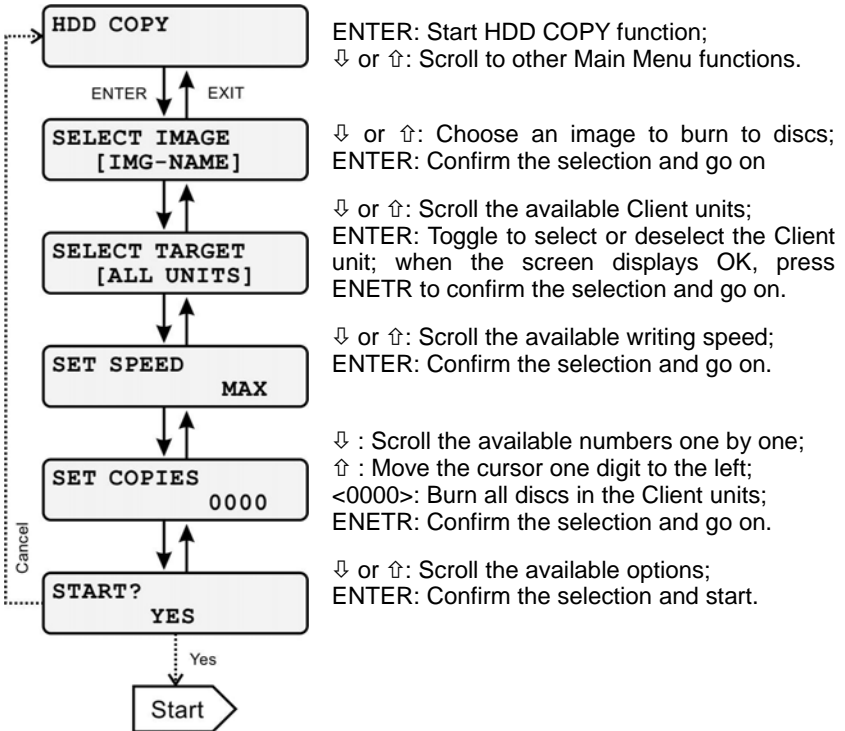 HDD COPY
ENTER: Start HDD COPY function;
⇩ or ⇧: Scroll to other Main Menu functions.
ENTER
EXIT
SELECT IMAGE
[IMG-NAME]
⇩ or ⇧: Choose an image to burn to discs;
ENTER: Confirm the selection and go on
SELECT TARGET
[ALL UNITS]
⇩ or ⇧: Scroll the available Client units;
ENTER: Toggle to select or deselect the Client
unit; when the screen displays OK, press
ENETR to confirm the selection and go on.
SET SPEED
MAX
⇩ or ⇧: Scroll the available writing speed;
ENTER: Confirm the selection and go on.
SET COPIES
0000
⇩ : Scroll the available numbers one by one;
⇧ : Move the cursor one digit to the left;
<0000>: Burn all discs in the Client units;
ENETR: Confirm the selection and go on.
Cancel
START?
YES
⇩ or ⇧: Scroll the available options;
ENTER: Confirm the selection and start.
Yes
Start